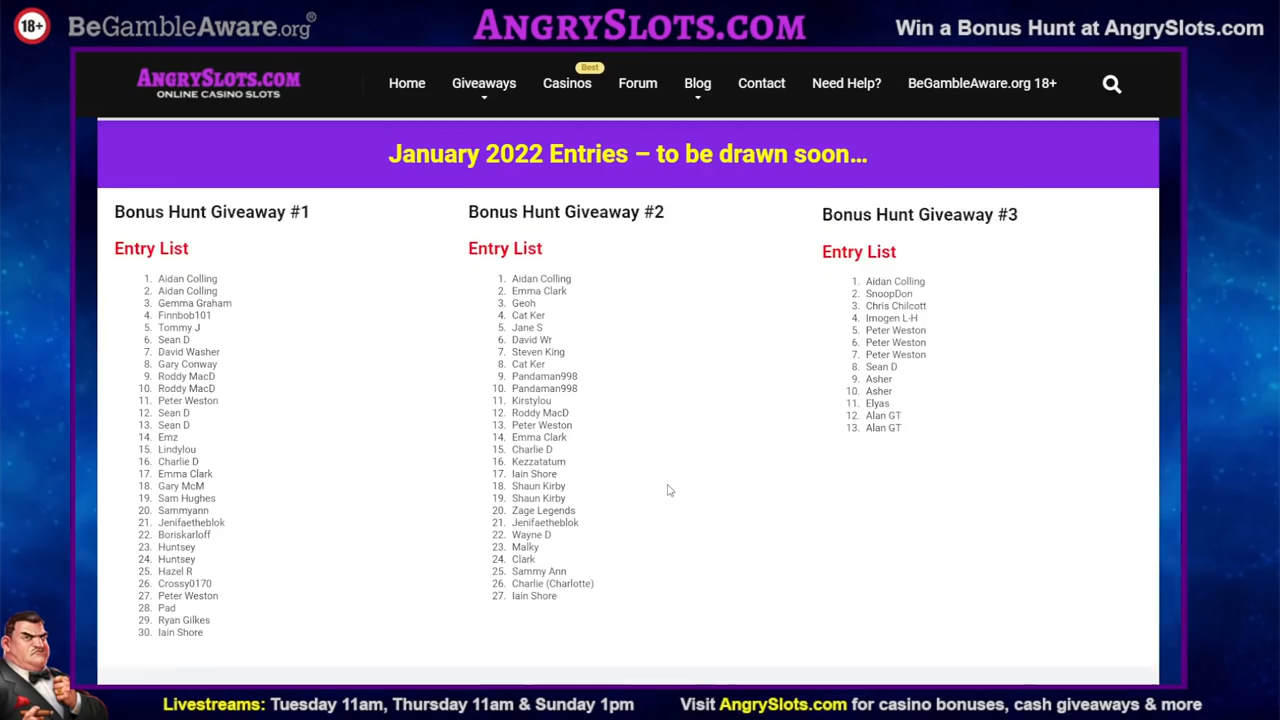 18+ BeGambleAware.org® AngrySlots.com Win a Bonus Hunt at AngrySlots.com
Best
AngrySlots.com
Online Casino Slots
Home Giveaways Casinos Forum Blog Contact Need Help? BeGambleAware.org 18+
January 2022 Entries – to be drawn soon...
Bonus Hunt Giveaway #1
Entry List
1. Aidan Colling
2. Aidan Colling
3. Gemma Graham
4. Finnbob101
5. Tommy J
6. Sean D
7. David Washer
8. Gary Conway
9. Roddy MacD
10. Roddy MacD
11. Peter Weston
12. Sean D
13. Sean D
14. Emz
15. Lindylou
16. Charlie D
17. Emma Clark
18. Gary McM
19. Sam Hughes
20. Sammyann
21. Jenifaetheblok
22. Boriskarloff
23. Huntsey
24. Huntsey
25. Hazel R
26. Crossy0170
27. Peter Weston
28. Pad
29. Ryan Gilkes
30. Iain Shore
Bonus Hunt Giveaway #2
Entry List
1. Aidan Colling
2. Emma Clark
3. Geoh
4. Cat Ker
5. Jane S
6. David Wr
7. Steven King
8. Cat Ker
9. Pandaman998
10. Pandaman998
11. Kirstylou
12. Roddy MacD
13. Peter Weston
14. Emma Clark
15. Charlie D
16. Kezzatatum
17. Iain Shore
18. Shaun Kirby
19. Shaun Kirby
20. Zage Legends
21. Jenifaetheblok
22. Wayne D
23. Malky
24. Clark
25. Sammy Ann
26. Charlie (Charlotte)
27. Iain Shore
Bonus Hunt Giveaway #3
Entry List
1. Aidan Colling
2. SnoopDon
3. Chris Chilcott
4. Imogen L-H
5. Peter Weston
6. Peter Weston
7. Peter Weston
8. Sean D
9. Asher
10. Asher
11. Elyas
12. Alan GT
13. Alan GT
Livestreams: Tuesday 11am, Thursday 11am & Sunday 1pm Visit AngrySlots.com for casino bonuses, cash giveaways & more